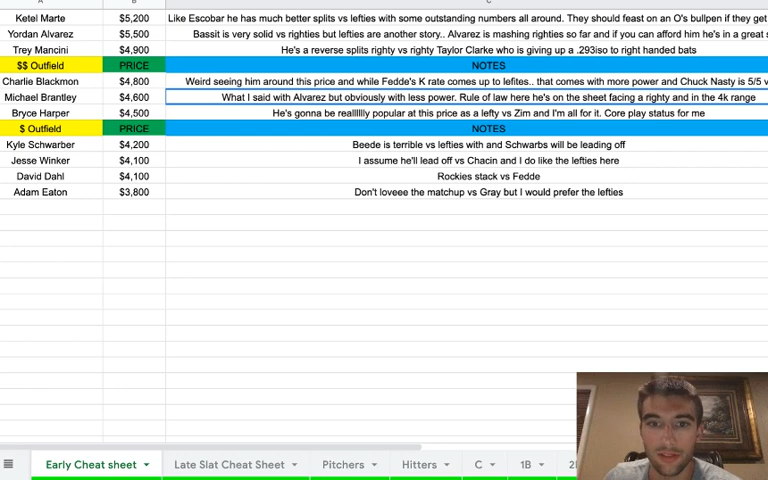 Ketel Marte $5,200 Like Escobar he has much better splits vs lefties with some outstanding numbers all around. They should feast on an O's bullpen if they get
Yordan Alvarez $5,500 Bassit is very solid vs righties but lefties are another story.. Alvarez is mashing righties so far and if you can afford him he's in a great s
Trey Mancini $4,900 He's a reverse splits righty vs righty Taylor Clarke who is giving up a .293iso to right handed bats
$$ Outfield PRICE NOTES
Charlie Blackmon $4,800 Weird seeing him around this price and while Fedde's K rate comes up to lefites.. that comes with more power and Chuck Nasty is 5/5 v
Michael Brantley $4,600 What I said with Alvarez but obviously with less power. Rule of law here he's on the sheet facing a righty and in the 4k range
Bryce Harper $4,500 He's gonna be reallllllly popular at this price as a lefty vs Zim and I'm all for it. Core play status for me
$ Outfield PRICE NOTES
Kyle Schwarber $4,200 Beede is terrible vs lefties with and Schwarbs will be leading off
Jesse Winker $4,100 I assume he'll lead off vs Chacin and I do like the lefties here
David Dahl $4,100 Rockies stack vs Fedde
Adam Eaton $3,800 Don't loveee the matchup vs Gray but I would prefer the lefties
Early Cheat sheet Late Slat Cheat Sheet Pitchers Hitters C 1B